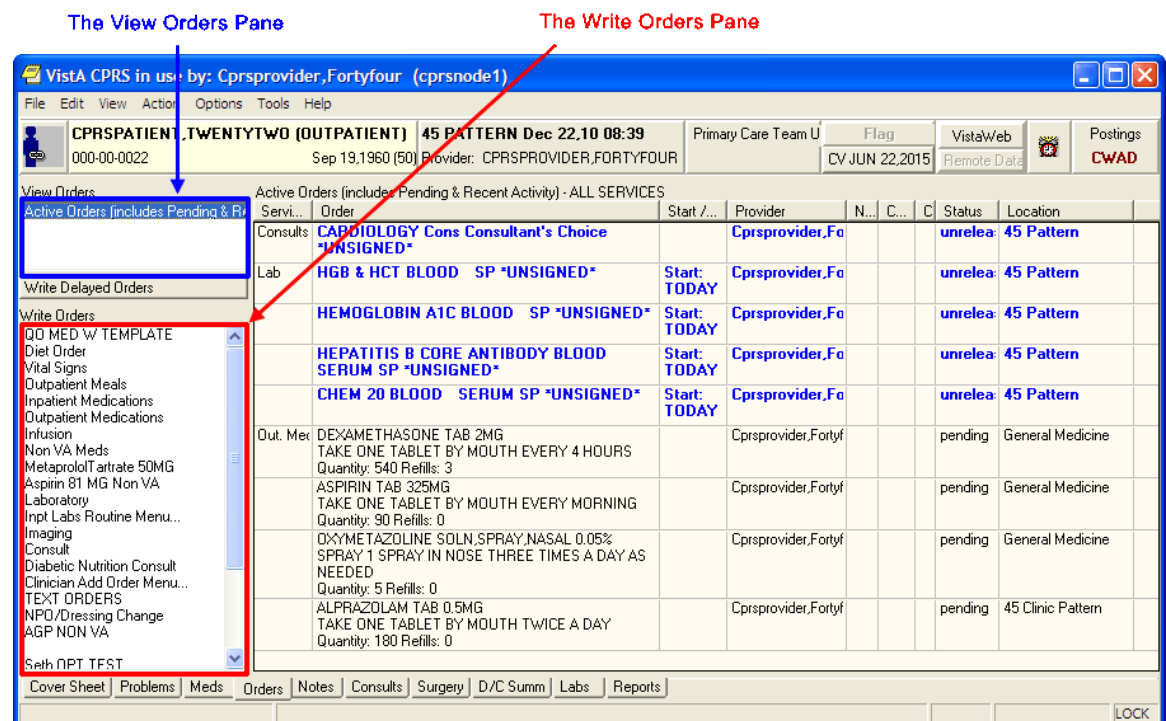 The View Orders Pane
The Write Orders Pane
VistA CPRS in use by: Cprsprovider,Fortyfour (cprsnode1)
File Edit View Action Options Tools Help
CPRSPATIENT,TWENTYTWO (OUTPATIENT)
000-00-0022 Sep 19,1960 (50)
45 PATTERN Dec 22,10 08:39
Provider: CPRSPROVIDER,FORTYFOUR
Primary Care Team U
Flag
CV JUN 22,2015
VistaWeb
Remote Data
Postings
CWAD
View Orders
Active Orders (includes Pending & Re
Write Delayed Orders
Write Orders
QO MED W TEMPLATE
Diet Order
Vital Signs
Outpatient Meals
Inpatient Medications
Outpatient Medications
Infusion
Non VA Meds
MetaprololTartrate 50MG
Aspirin 81 MG Non VA
Laboratory
Inpt Labs Routine Menu...
Imaging
Consult
Diabetic Nutrition Consult
Clinician Add Order Menu...
TEXT ORDERS
NPO/Dressing Change
AGP NON VA
Seth OPT TEST
Active Orders (includes Pending & Recent Activity) - ALL SERVICES
Servi... Order Start /... Provider N... C... C Status Location
Consults CARDIOLOGY Cons Consultant's Choice Cprsprovider,Fo unrelea: 45 Pattern
*UNSIGNED*
Lab HGB & HCT BLOOD SP *UNSIGNED* Start: Cprsprovider,Fo unrelea: 45 Pattern
TODAY
HEMOGLOBIN A1C BLOOD SP *UNSIGNED* Start: Cprsprovider,Fo unrelea: 45 Pattern
TODAY
HEPATITIS B CORE ANTIBODY BLOOD Start: Cprsprovider,Fo unrelea: 45 Pattern
SERUM SP *UNSIGNED* TODAY
CHEM 20 BLOOD SERUM SP *UNSIGNED* Start: Cprsprovider,Fo unrelea: 45 Pattern
TODAY
Out. Med DEXAMETHASONE TAB 2MG Cprsprovider,Fortyf pending General Medicine
TAKE ONE TABLET BY MOUTH EVERY 4 HOURS
Quantity: 540 Refills: 3
ASPIRIN TAB 325MG Cprsprovider,Fortyf pending General Medicine
TAKE ONE TABLET BY MOUTH EVERY MORNING
Quantity: 90 Refills: 0
OXYMETAZOLINE SOLN,SPRAY,NASAL 0.05% Cprsprovider,Fortyf pending General Medicine
SPRAY 1 SPRAY IN NOSE THREE TIMES A DAY AS
NEEDED
Quantity: 5 Refills: 0
ALPRAZOLAM TAB 0.5MG Cprsprovider,Fortyf pending 45 Clinic Pattern
TAKE ONE TABLET BY MOUTH TWICE A DAY
Quantity: 180 Refills: 0
Cover Sheet Problems Meds Orders Notes Consults Surgery D/C Summ Labs Reports
LOCK